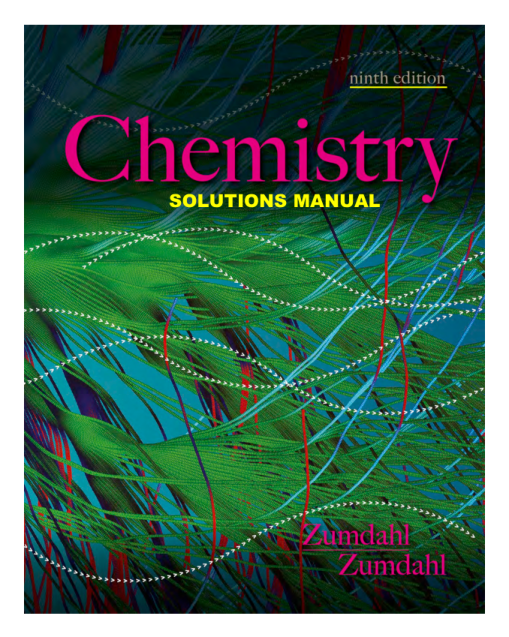 ninth edition
Chemistry
SOLUTIONS MANUAL
Zumdahl
Zumdahl